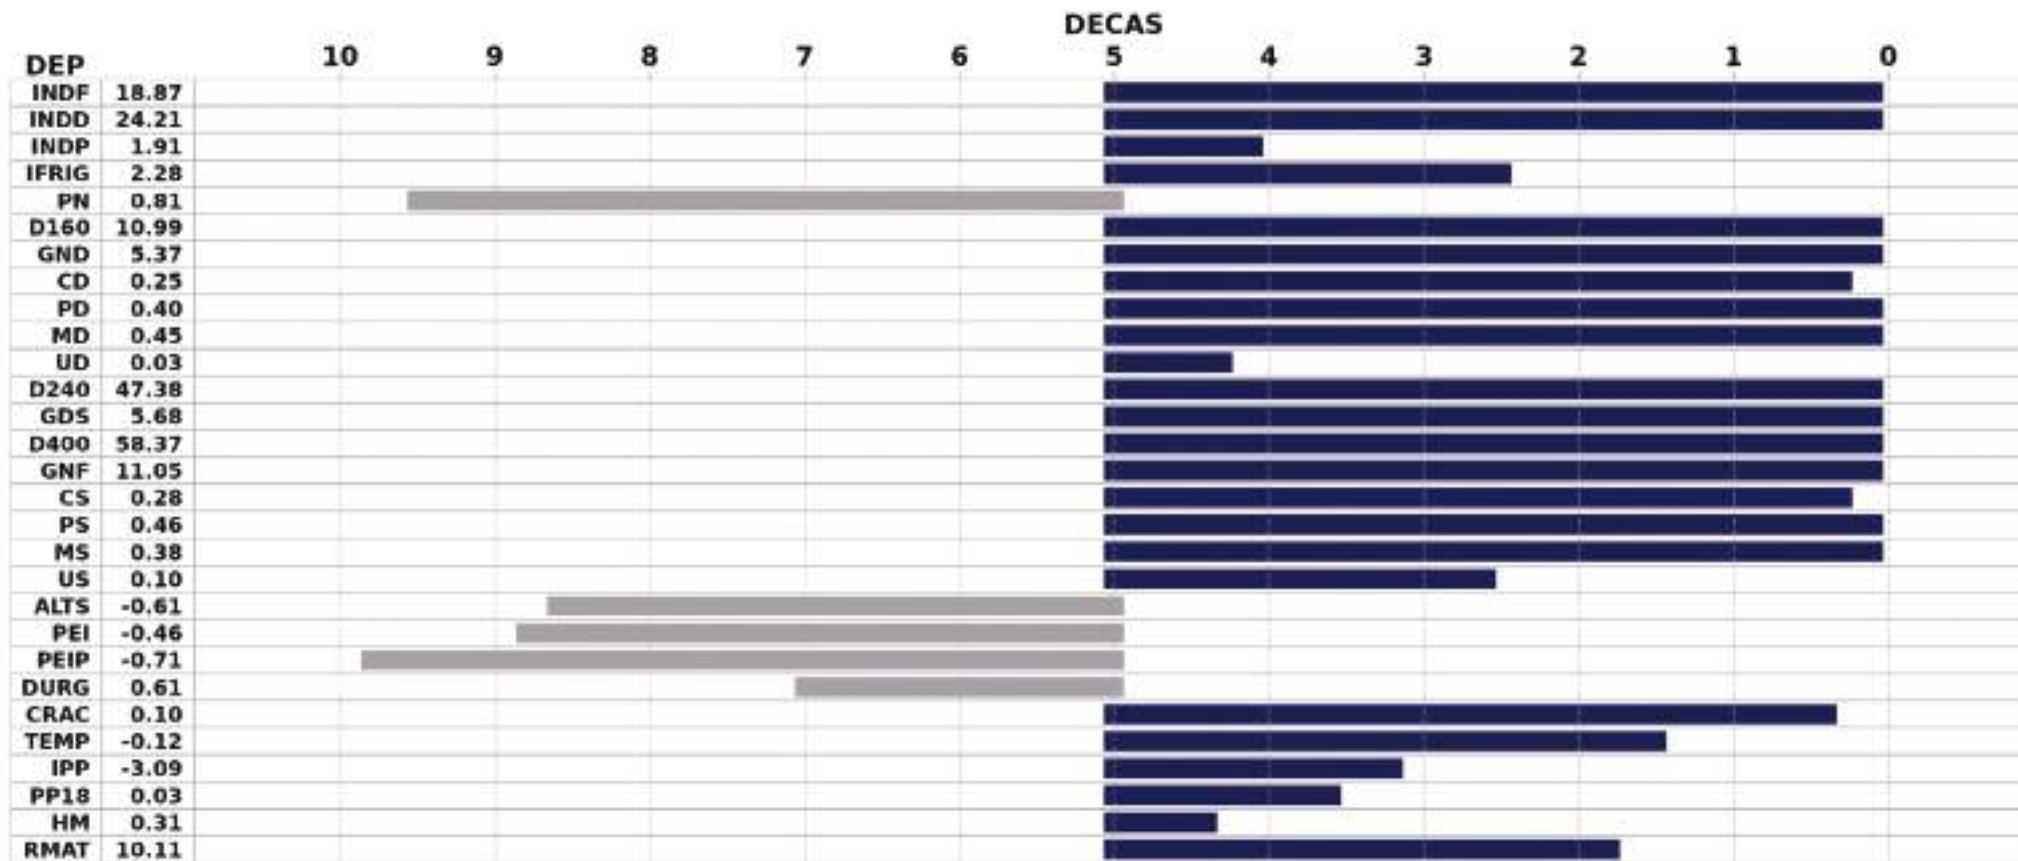 DECAS
DEP 10 9 8 7 6 5 4 3 2 1 0
INDF 18.87
INDD 24.21
INDP 1.91
IFRIG 2.28
PN 0.81
D160 10.99
GND 5.37
CD 0.25
PD 0.40
MD 0.45
UD 0.03
D240 47.38
GDS 5.68
D400 58.37
GNF 11.05
CS 0.28
PS 0.46
MS 0.38
US 0.10
ALTS -0.61
PEI -0.46
PEIP -0.71
DURG 0.61
CRAC 0.10
TEMP -0.12
IPP -3.09
PP18 0.03
HM 0.31
RMAT 10.11